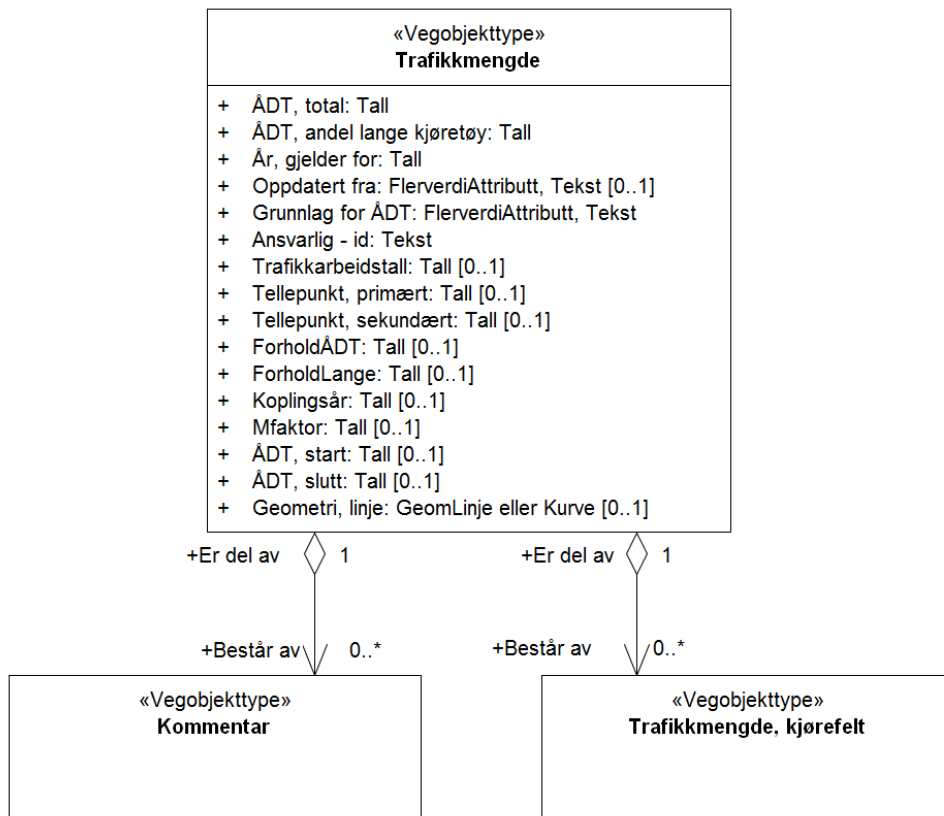 «Vegobjekttype»
Trafikkmengde
+ ÅDT, total: Tall
+ ÅDT, andel lange kjøretøy: Tall
+ År, gjelder for: Tall
+ Oppdatert fra: FlerverdiAttributt, Tekst [0..1]
+ Grunnlag for ÅDT: FlerverdiAttributt, Tekst
+ Ansvarlig - id: Tekst
+ Trafikkarbeidstall: Tall [0..1]
+ Tellepunkt, primært: Tall [0..1]
+ Tellepunkt, sekundært: Tall [0..1]
+ ForholdÅDT: Tall [0..1]
+ ForholdLange: Tall [0..1]
+ Koplingsår: Tall [0..1]
+ Mfaktor: Tall [0..1]
+ ÅDT, start: Tall [0..1]
+ ÅDT, slutt: Tall [0..1]
+ Geometri, linje: GeomLinje eller Kurve [0..1]
+Er del av 1
+Er del av 1
+Består av 0..*
+Består av 0..*
«Vegobjekttype»
Kommentar
«Vegobjekttype»
Trafikkmengde, kjørefelt